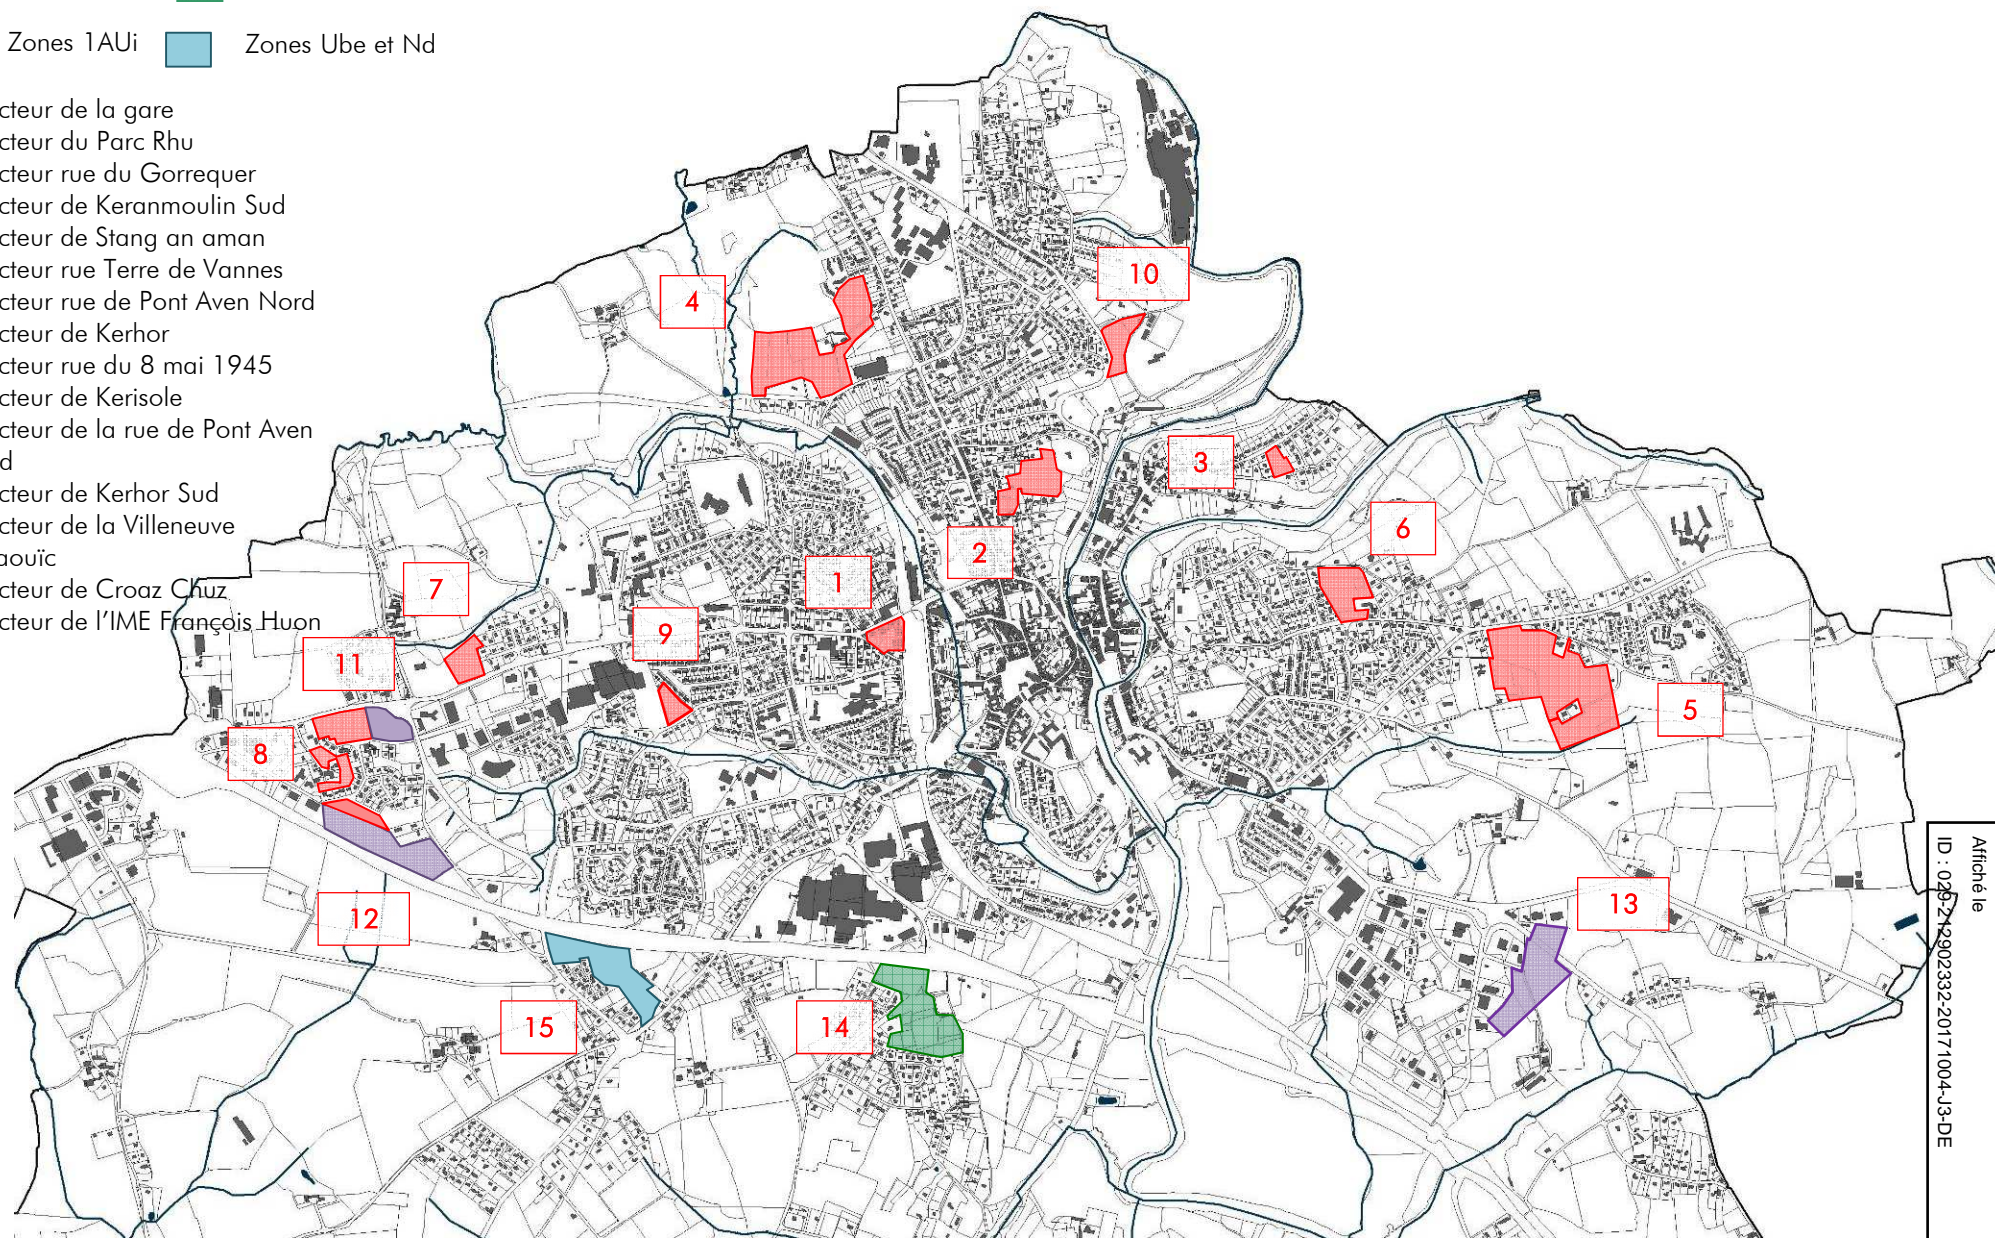 Zones 1AUi
Zones Ube et Nd
cteur de la gare
cteur du Parc Rhu
cteur rue du Gorrequer
cteur de Keranmoulin Sud
cteur de Stang an aman
cteur rue Terre de Vannes
cteur rue de Pont Aven Nord
cteur de Kerhor
cteur rue du 8 mai 1945
cteur de Kerisole
cteur de la rue de Pont Aven
d
cteur de Kerhor Sud
cteur de la Villeneuve
aouïc
cteur de Croaz Chuz
cteur de l'IME François Huon
4
10
3
6
2
1
7
9
11
5
8
12
13
15
14
Affiché le
ID : 029-212902332-20171004-J3-DE